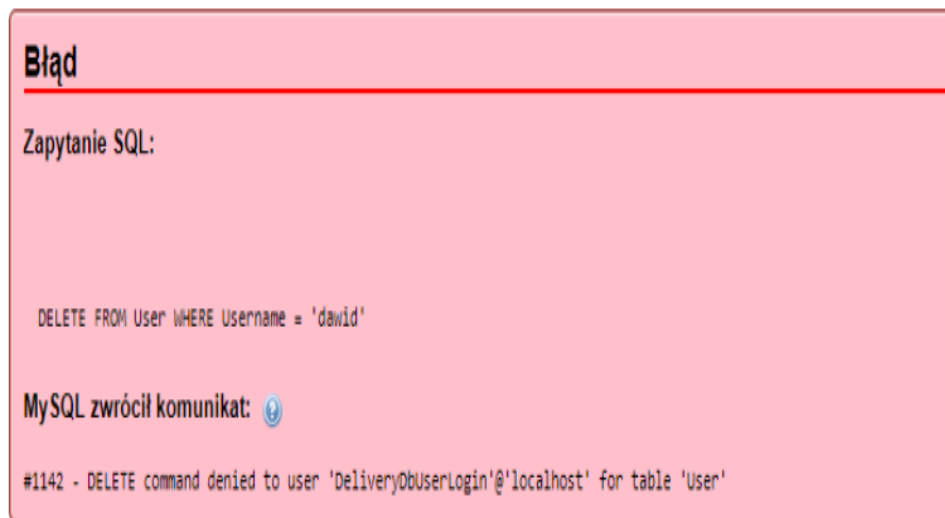 Błąd
Zapytanie SQL:
DELETE FROM User WHERE Username = 'dawid'
MySQL zwrócił komunikat:
#1142 - DELETE command denied to user 'DeliveryDbUserLogin'@'localhost' for table 'User'